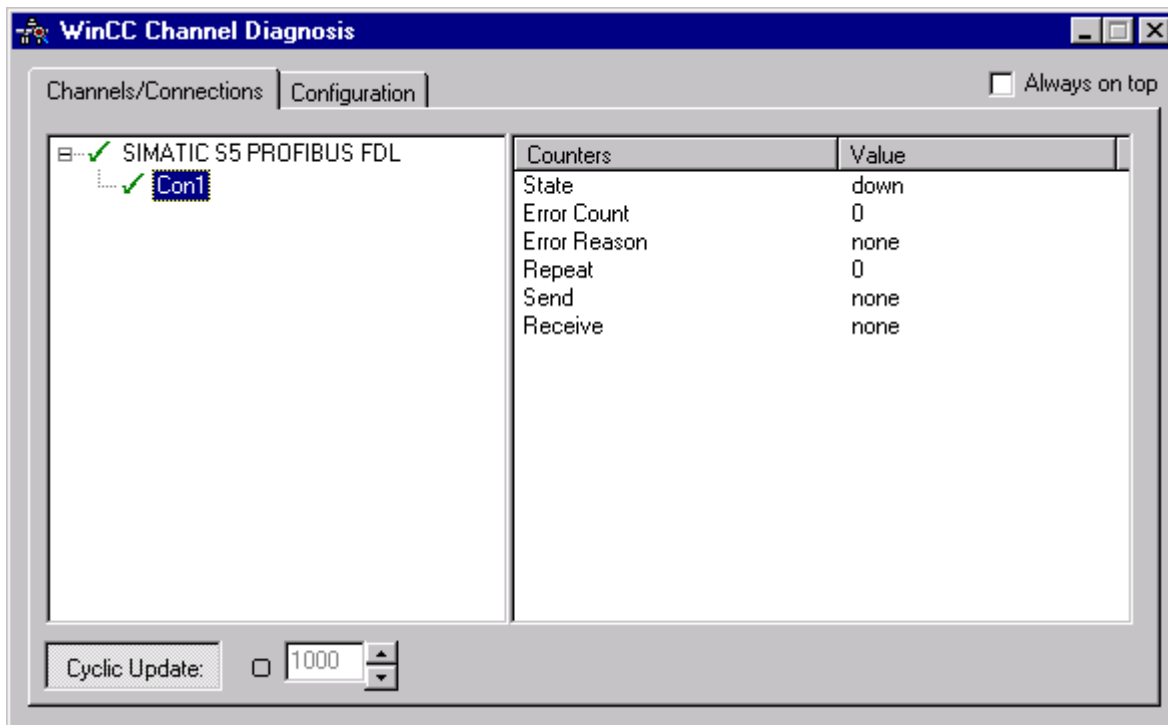 WinCC Channel Diagnosis
Channels/Connections Configuration Always on top
SIMATIC S5 PROFIBUS FDL
Con1
Counters Value
State down
Error Count 0
Error Reason none
Repeat 0
Send none
Receive none
Cyclic Update: 1000